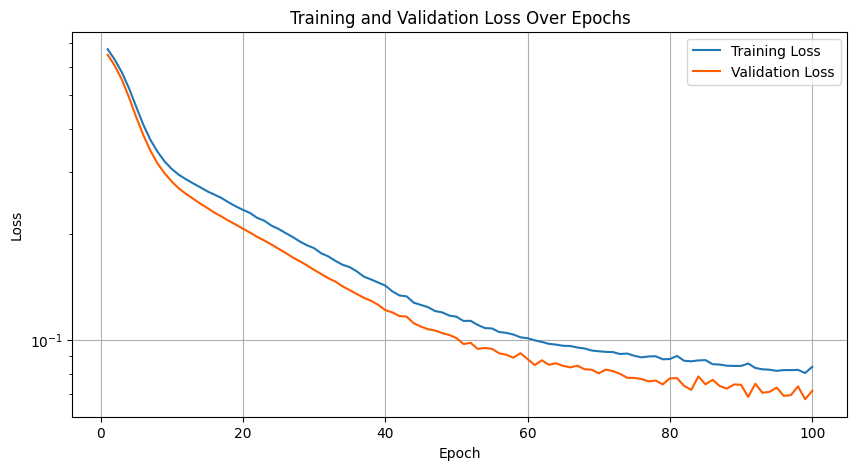 Training and Validation Loss Over Epochs
Training Loss
Validation Loss
Loss
10⁻¹
0 20 40 60 80 100
Epoch